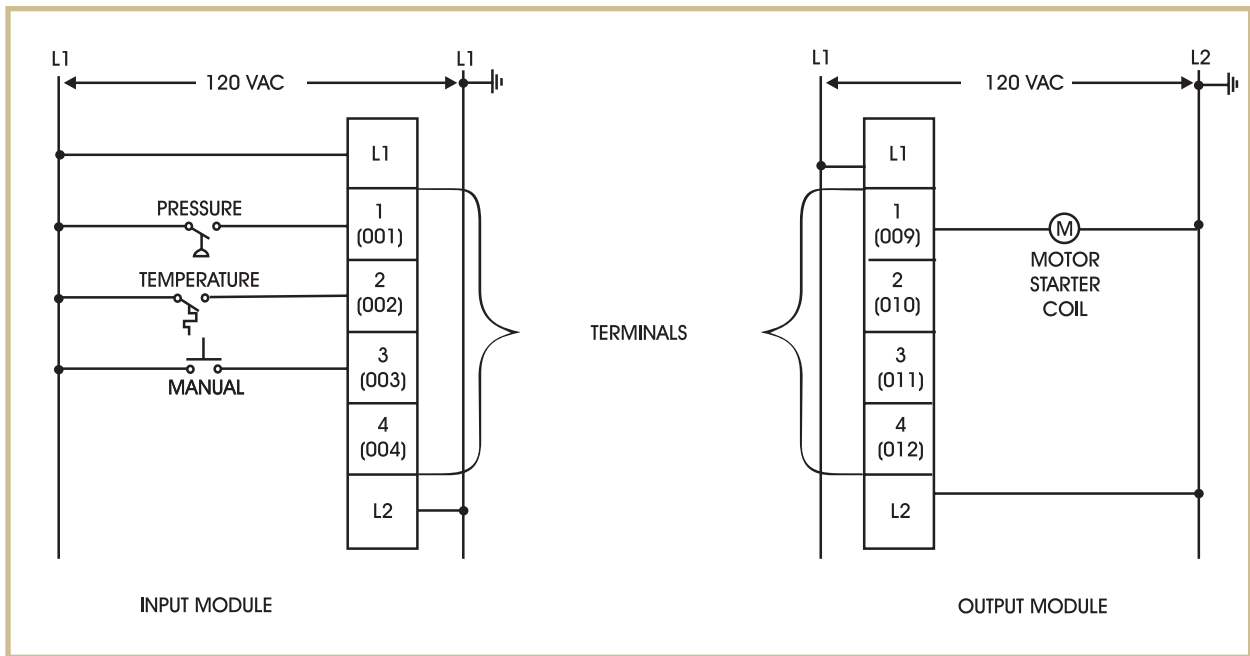 L1
120 VAC
L1
L1
PRESSURE
1
(001)
TEMPERATURE
2
(002)
3
(003)
MANUAL
4
(004)
L2
INPUT MODULE
TERMINALS
L1
120 VAC
L2
L1
1
(009)
M
MOTOR
STARTER
COIL
2
(010)
3
(011)
4
(012)
L2
OUTPUT MODULE